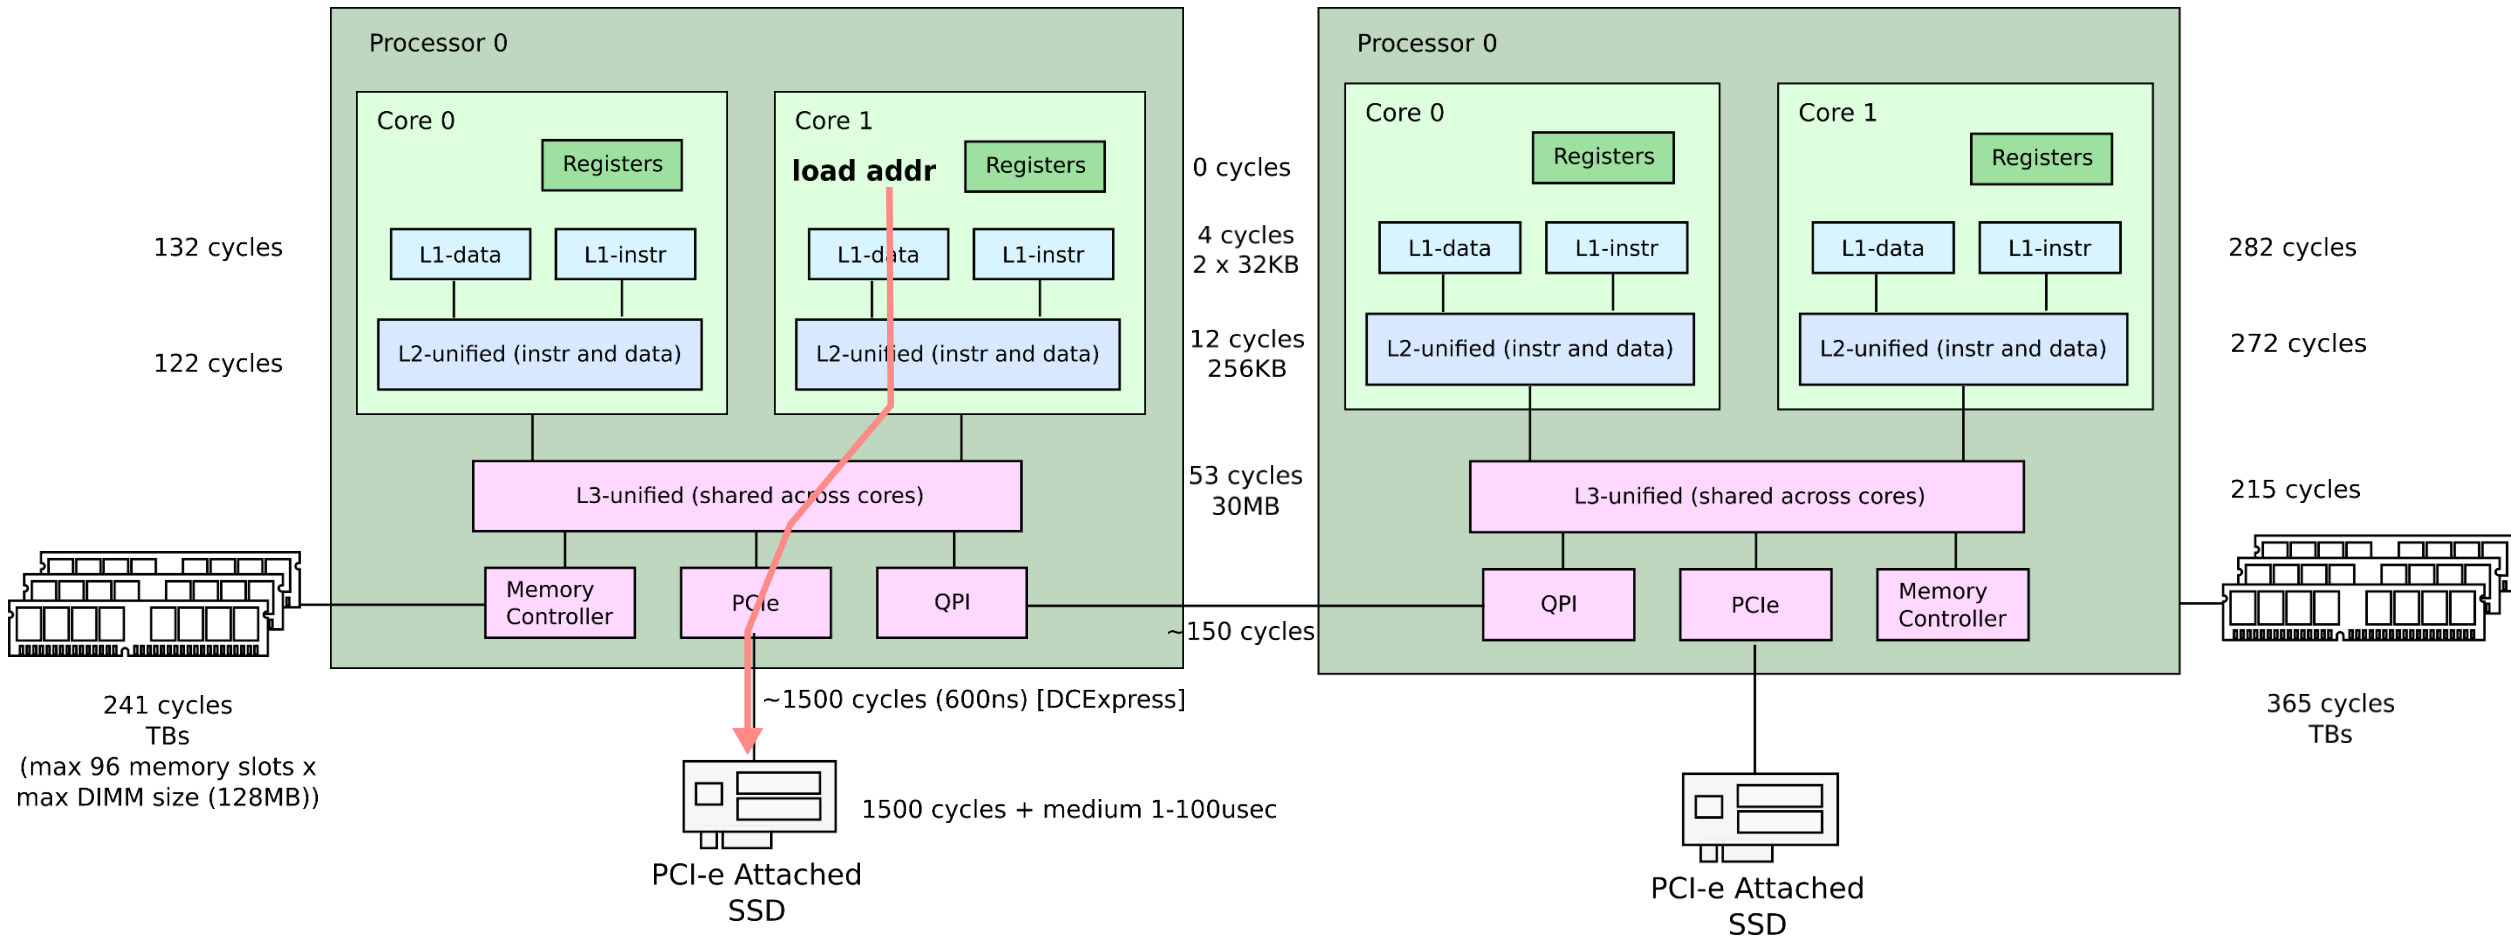 Processor 0
Processor 0
Core 0
Core 1
Core 0
Core 1
Registers
load addr
Registers
0 cycles
Registers
Registers
132 cycles
L1-data
L1-instr
L1-data
L1-instr
4 cycles
2 x 32KB
L1-data
L1-instr
L1-data
L1-instr
282 cycles
122 cycles
L2-unified (instr and data)
L2-unified (instr and data)
12 cycles
256KB
L2-unified (instr and data)
L2-unified (instr and data)
272 cycles
L3-unified (shared across cores)
53 cycles
30MB
L3-unified (shared across cores)
215 cycles
Memory
Controller
PCIe
QPI
~150 cycles
QPI
PCIe
Memory
Controller
241 cycles
TBs
(max 96 memory slots x
max DIMM size (128MB))
~1500 cycles (600ns) [DCExpress]
365 cycles
TBs
1500 cycles + medium 1-100usec
PCI-e Attached
SSD
PCI-e Attached
SSD